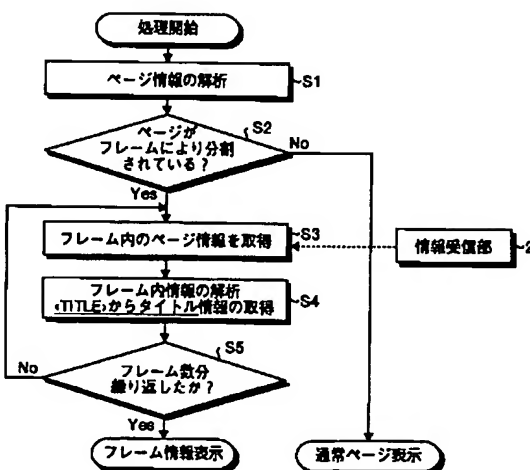 処理開始
ページ情報の解析
S1
ページが
フレームにより分割
されている？
S2
No
Yes
フレーム内のページ情報を取得
S3
情報受信部
2
フレーム内情報の解析
<TITLE>からタイトル情報の取得
S4
フレーム数分
繰り返したか？
S5
No
Yes
フレーム情報表示
通常ページ表示